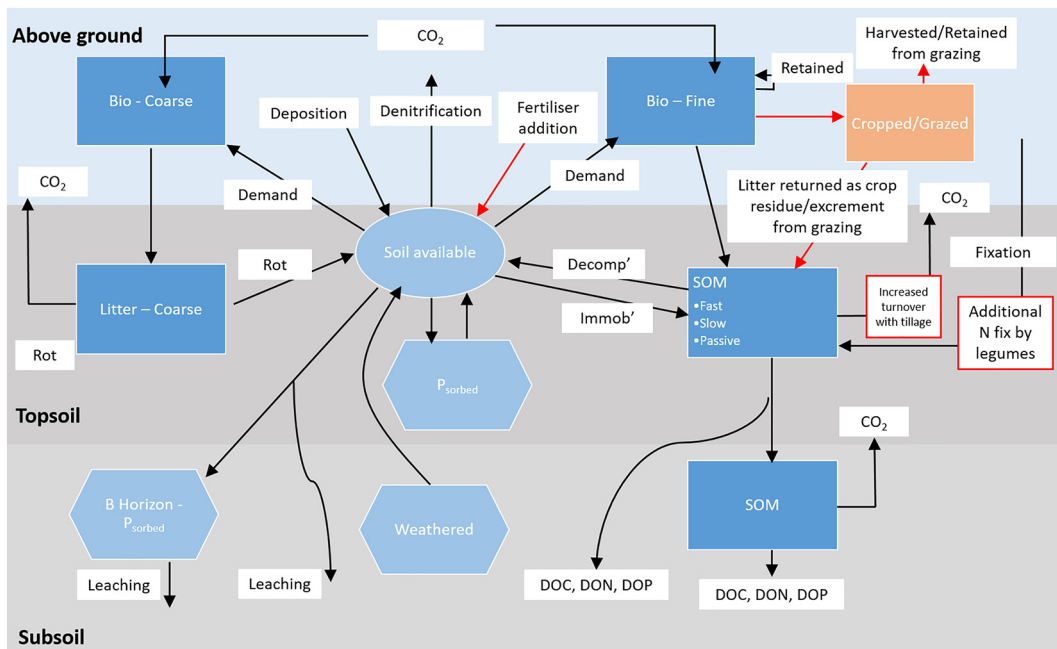 Above ground
CO2
Harvested/Retained
from grazing
Retained
Bio - Coarse
Deposition
Denitrification
Fertiliser
addition
Bio – Fine
Cropped/Grazed
CO2
Demand
Demand
Litter returned as crop
residue/excrement
from grazing
CO2
Soil available
Rot
Decomp’
Fixation
Litter – Coarse
Immob’
SOM
•Fast
•Slow
•Passive
Increased
turnover
with tillage
Additional
N fix by
legumes
Rot
Psorbed
Topsoil
CO2
B Horizon -
Psorbed
Weathered
SOM
Leaching
Leaching
DOC, DON, DOP
DOC, DON, DOP
Subsoil